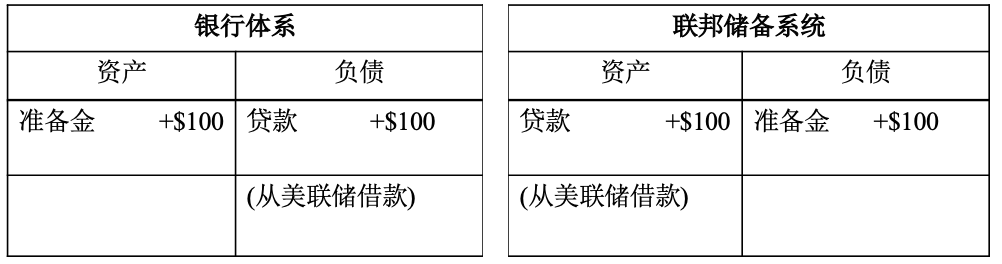 银行体系
资产 负债
准备金 +$100 贷款 +$100
(从美联储借款)
联邦储备系统
资产 负债
贷款 +$100 准备金 +$100
(从美联储借款)